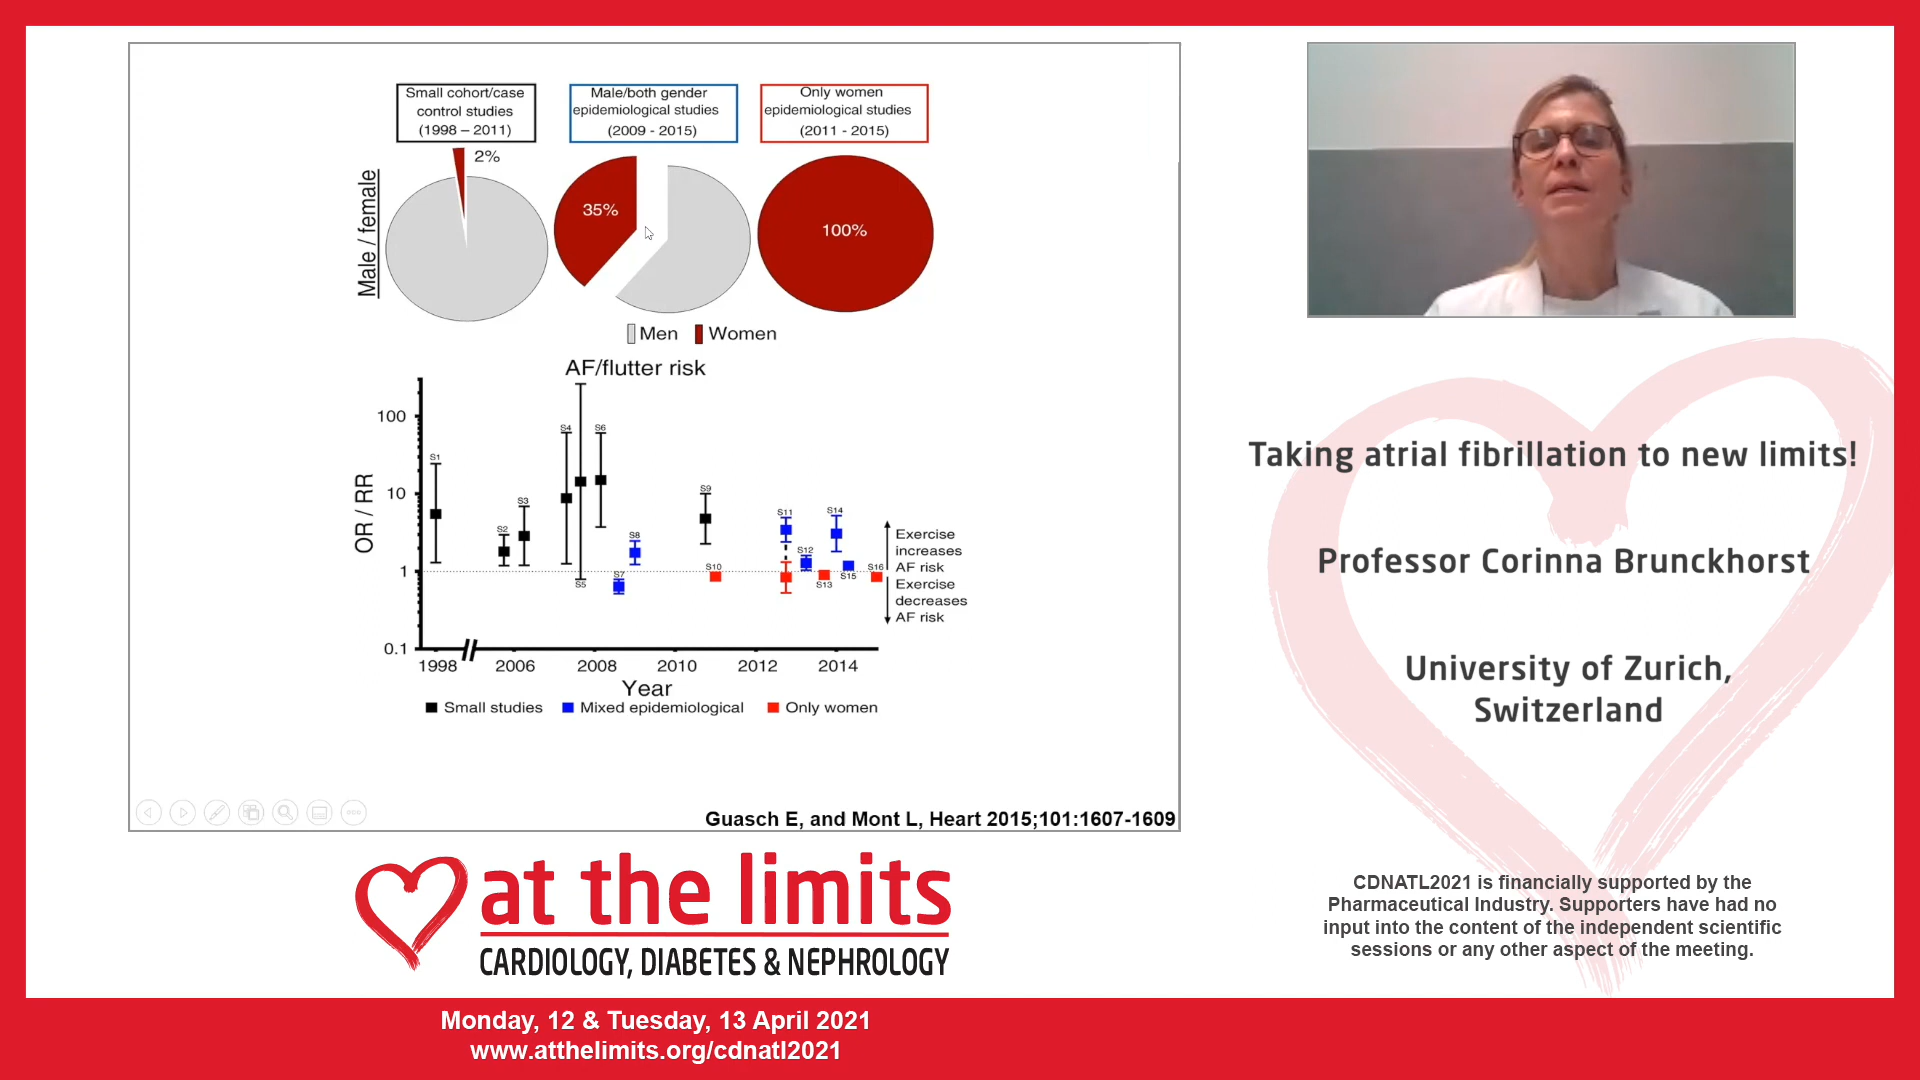 Small cohort/case
control studies
(1998 – 2011)
Male/both gender
epidemiological studies
(2009 - 2015)
Only women
epidemiological studies
(2011 - 2015)
2%
35%
100%
Male / female
Men
Women
AF/flutter risk
OR / RR
100
10
1
0.1
S1
S2
S3
S4
S5
S6
S7
S8
S9
S10
S11
S12
S13
S14
S15
S16
Exercise
increases
AF risk
Exercise
decreases
AF risk
1998
2006
2008
2010
2012
2014
Year
Small studies
Mixed epidemiological
Only women
Guasch E, and Mont L, Heart 2015;101:1607-1609
Taking atrial fibrillation to new limits!
Professor Corinna Brunckhorst
University of Zurich,
Switzerland
CDNATL2021 is financially supported by the
Pharmaceutical Industry. Supporters have had no
input into the content of the independent scientific
sessions or any other aspect of the meeting.
at the limits
CARDIOLOGY, DIABETES & NEPHROLOGY
Monday, 12 & Tuesday, 13 April 2021
www.atthelimits.org/cdnatl2021